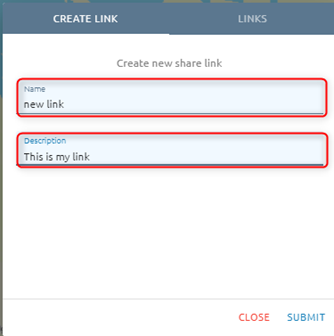 CREATE LINK LINKS
Create new share link
Name
new link
Description
This is my link
CLOSE SUBMIT